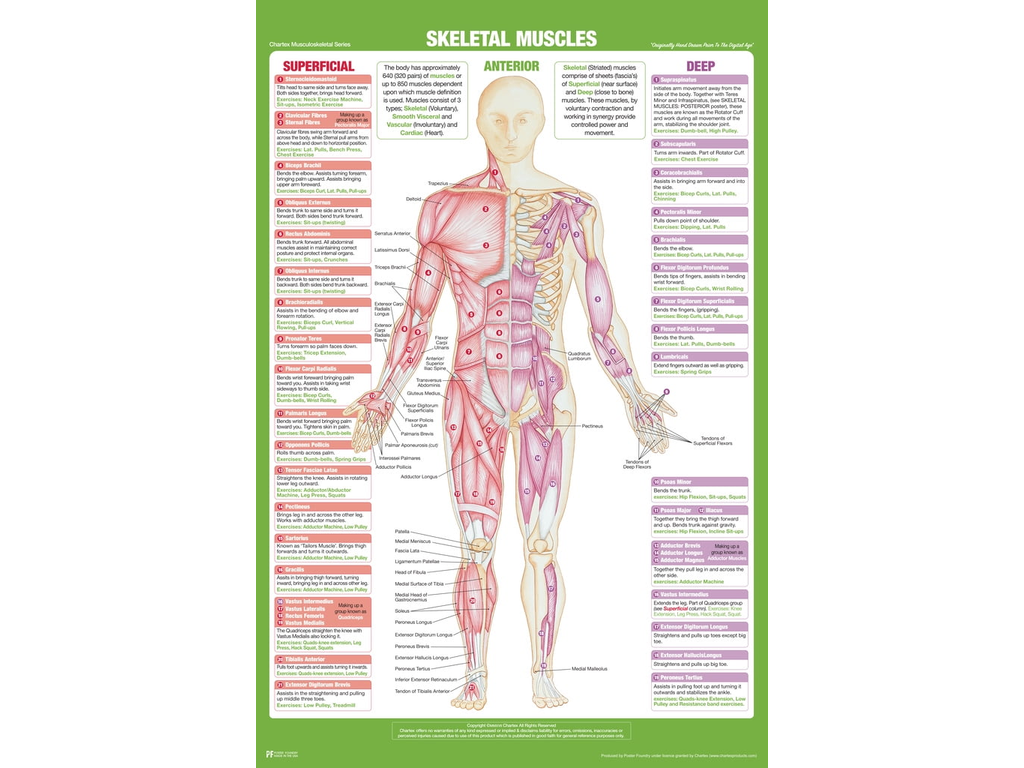 Chartex Musculoskeletal Series
SKELETAL MUSCLES
"Originally Hand Drawn Prior To The Digital Age"
SUPERFICIAL
1 Sternocleidomastoid
Tilts head to same side and turns face.
Both sides together, brings head forward.
Exercises: Neck Exercise Machine,
Sit-ups, Isometric Exercise
2 Clavicular Fibres
3 Sternal Fibres
Making up a
group known as
Pectoralis Major
Clavicular fibres swing arm forward and
across the body, while Sternal pull arms from
above head and down to horizontal position.
Exercises: Lat. Pulls, Bench Press,
Chest Exercise
4 Biceps Brachii
Bends the elbow. Assists turning forearm,
bringing palm upward. Assists bringing
upper arm foreward.
Exercises: Biceps Curl, Lat. Pulls, Pull-ups
5 Obliques Externus
Bends trunk to same side and turns it
forward. Both sides bend trunk forward.
Exercises: Sit-ups (twisting)
6 Rectus Abdominis
Bends trunk forward. All abdominal
muscles assist in maintaining correct
posture and protect internal organs.
Exercises: Sit-ups, Crunches
7 Obliques Internus
Bends trunk to same side and turns it
backward. Both sides bend trunk backward.
Exercises: Sit-ups (twisting)
8 Brachioradialis
Assists in the bending of elbow and
forearm rotation.
Exercises: Biceps Curl, Vertical
Rowing, Pull-ups
9 Pronator Teres
Turns forearm so palm faces down.
Exercises: Tricep Extension,
Dumb-bells
10 Flexor Carpi Radialis
Bends wrist foreward bringing palm
toward you. Assists in taking wrist
sideways to thumb side.
Exercises: Bicep Curls,
Dumb-bells, Wrist Rolling
11 Palmaris Longus
Bends wrist forward bringing palm
toward you. Tightens skin in palm.
Exercises: Bicep Curls, Dumb-bells
12 Opponens Pollicis
Rolls thumb across palm.
Exercises: Dumb-bells, Spring Grips
13 Tensor Fasciae Latae
Straightens the knee. Assists in rotating
lower leg outward.
Exercises: Adductor/Abductor
Machine, Leg Press, Squats
14 Pectineus
Brings leg in and across the other leg.
Works with adductor muscles.
Exercises: Adductor Machine, Low Pulley
15 Sartorius
Known as 'Tailors Muscle'. Brings thigh
forwards and turns it outwards.
Exercises: Adductor Machine, Low Pulley
16 Gracilis
Assits in bringing thigh forward, turning
inward, bringing leg in and across other leg.
Exercises: Adductor Machine, Low Pulley
Vastus Intermedius
17 Vastus Lateralis
18 Rectus Femoris
19 Vastus Medialis
Making up a
group known as
Quadriceps
The Quadriceps straighten the knee with
Vastus Medialis also locking it.
Exercises: Quads-knee extension, Leg
Press, Hack Squat, Squats
20 Tibialis Anterior
Pulls foot upwards and assists turning it inwards.
Exercises: Quads-knee extension. Low Pulley
21 Extensor Digitorum Brevis
Assists in the straightening and pulling
up middle three toes.
Exercises: Low Pulley, Treadmill
The body has approximately
640 (320 pairs) of muscles or
up to 850 muscles dependent
upon which muscle definition
is used. Muscles consist of 3
types; Skeletal (Voluntary),
Smooth Visceral and
Vascular (Involuntary) and
Cardiac (Heart).
ANTERIOR
Skeletal (Striated) muscles
comprise of sheets (fascia's)
of Superficial (near surface)
and Deep (close to bone)
muscles. These muscles, by
voluntary contraction and
working in synergy provide
controlled power and
movement.
Trapezius
Deltoid
Serratus Anterior
Latissimus Dorsi
Triceps Brachii
Brachialis
Extensor Carpi
Radialis
Longus
Extensor
Carpi
Radialis
Brevis
Flexor
Carpi
Ulnaris
Anterior/
Superior
Iliac Spine
Transversus
Abdominis
Gluteus Medius
Flexor Digitorum
Superficialis
Flexor Policis
Longus
Palmaris Brevis
Palmer Aponeurosis (cut)
Interossei Palmares
Adductor Pollicis
Adductor Longus
Quadratus
Lumborum
Pectineus
Tendons of
Superficial Flexors
Tendons of
Deep Flexors
Patella
Medial Meniscus
Fascia Lata
Ligamentum Patellae
Head of Fibula
Medial Surface of Tibia
Medial Head of
Gastrocnemius
Soleus
Peroneus Longus
Extensor Digitorum Longus
Peroneus Brevis
Extensor Hallucis Longus
Peroneus Tertius
Inferior Extensor Retinaculum
Tendon of Tibialis Anterior
Medial Malleolus
DEEP
1 Supraspinatus
Initiates arm movement away from the
side of the body. Together with Teres
Minor and Infraspinatus, (see SKELETAL
MUSCLES: POSTERIOR poster), these
muscles are known as the Rotator Cuff
and work during all movements of the
arm, stabilizing the shoulder joint.
Exercises: Dumb-bell, High Pulley.
2 Subscapularis
Turns arm inwards. Part of Rotator Cuff.
Exercises: Chest Exercise
3 Coracobrachialis
Assists in bringing arm forward and into
the side.
Exercises: Bicep Curls, Lat. Pulls,
Chinning
4 Pectoralis Minor
Pulls down point of shoulder.
Exercises: Dipping, Lat. Pulls
5 Brachialis
Bends the elbow.
Exercises: Bicep Curls, Lat. Pulls, Pull-ups
6 Flexor Digitorum Profundus
Bends tips of fingers, assists in bending
wrist forward.
Exercises: Bicep Curls, Wrist Rolling
7 Flexor Digitorum Superficialis
Bends the fingers, (gripping).
Exercises: Bicep Curls, Lat. Pulls, Pull-ups
8 Flexor Pollicis Longus
Bends the thumb.
Exercises: Lat. Pulls, Dumb-bells
9 Lumbricals
Extend fingers outward as well as gripping.
Exercises: Spring Grips
10 Psoas Minor
Bends the trunk.
exercises: Hip Flexion, Sit-ups, Squats
11 Psoas Major 12 Iliacus
Together they bring the thigh forward
and up. Bends trunk against gravity.
exercises: Hip Flexion, Incline Sit-ups
13 Adductor Brevis
14 Adductor Longus
15 Adductor Magnus
Making up a
group known as
Adductor Muscles
Together they pull leg in and across the
other side.
exercises: Adductor Machine
16 Vastus Intermedius
Extends the leg. Part of Quadriceps group
(see Superficial column). Exercises: Knee
Extension, Leg Press, Hack Squat, Squat.
17 Extensor Digitorum Longus
Straightens and pulls up toes except big
toe.
18 Extensor HallucisLongus
Straightens and pulls up big toe.
19 Peroneus Tertius
Assists in pulling foot up and turning it
outwards and stabilizes the ankle.
exercises: Quads-knee Extension, Low
Pulley and Resistance band exercises.
Chartex offers no warranties of any kind expressed or implied & disclaims liability for errors, omissions, inaccuracies or
perceived injuries caused due to use of this product which is published in good faith for general reference purposes only.
PF POSTER FOUNDRY
Produced by Poster Foundry under licence granted by Chartex (www.chartexproducts.com)